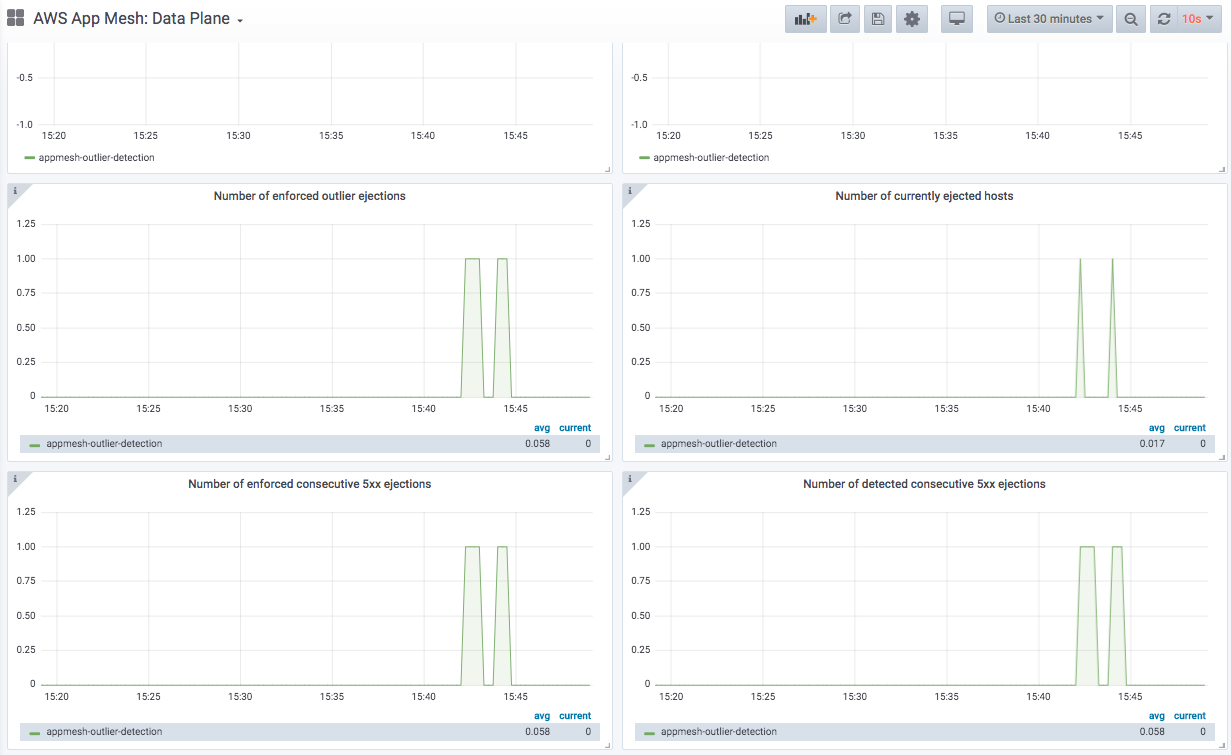 AWS App Mesh: Data Plane
Last 30 minutes
10s
-0.5
-1.0
15:20 15:25 15:30 15:35 15:40 15:45
appmesh-outlier-detection
-0.5
-1.0
15:20 15:25 15:30 15:35 15:40 15:45
appmesh-outlier-detection
i
Number of enforced outlier ejections
1.25
1.00
0.75
0.50
0.25
0
15:20 15:25 15:30 15:35 15:40 15:45
avg current
appmesh-outlier-detection 0.058 0
i
Number of currently ejected hosts
1.25
1.00
0.75
0.50
0.25
0
15:20 15:25 15:30 15:35 15:40 15:45
avg current
appmesh-outlier-detection 0.017 0
i
Number of enforced consecutive 5xx ejections
1.25
1.00
0.75
0.50
0.25
0
15:20 15:25 15:30 15:35 15:40 15:45
avg current
appmesh-outlier-detection 0.058 0
i
Number of detected consecutive 5xx ejections
1.25
1.00
0.75
0.50
0.25
0
15:20 15:25 15:30 15:35 15:40 15:45
avg current
appmesh-outlier-detection 0.058 0